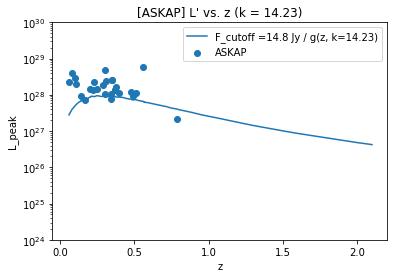 [ASKAP] L' vs. z (k = 14.23)
F_cutoff =14.8 Jy / g(z, k=14.23)
ASKAP
L_peak
10^30
10^29
10^28
10^27
10^26
10^25
10^24
0.0 0.5 1.0 1.5 2.0
z